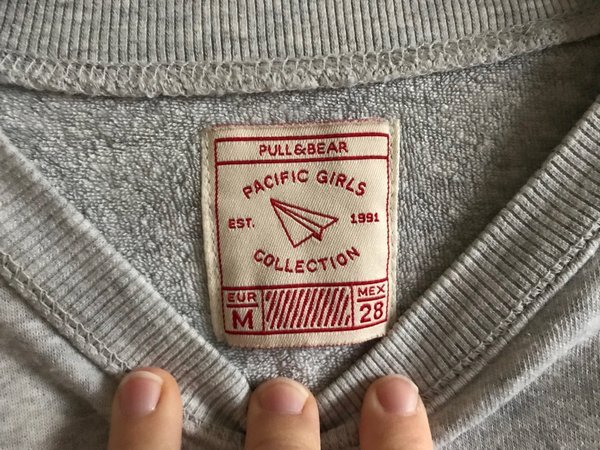 PULL&BEAR
PACIFIC GIRLS
EST. 1991
COLLECTION
EUR MEX
M 28